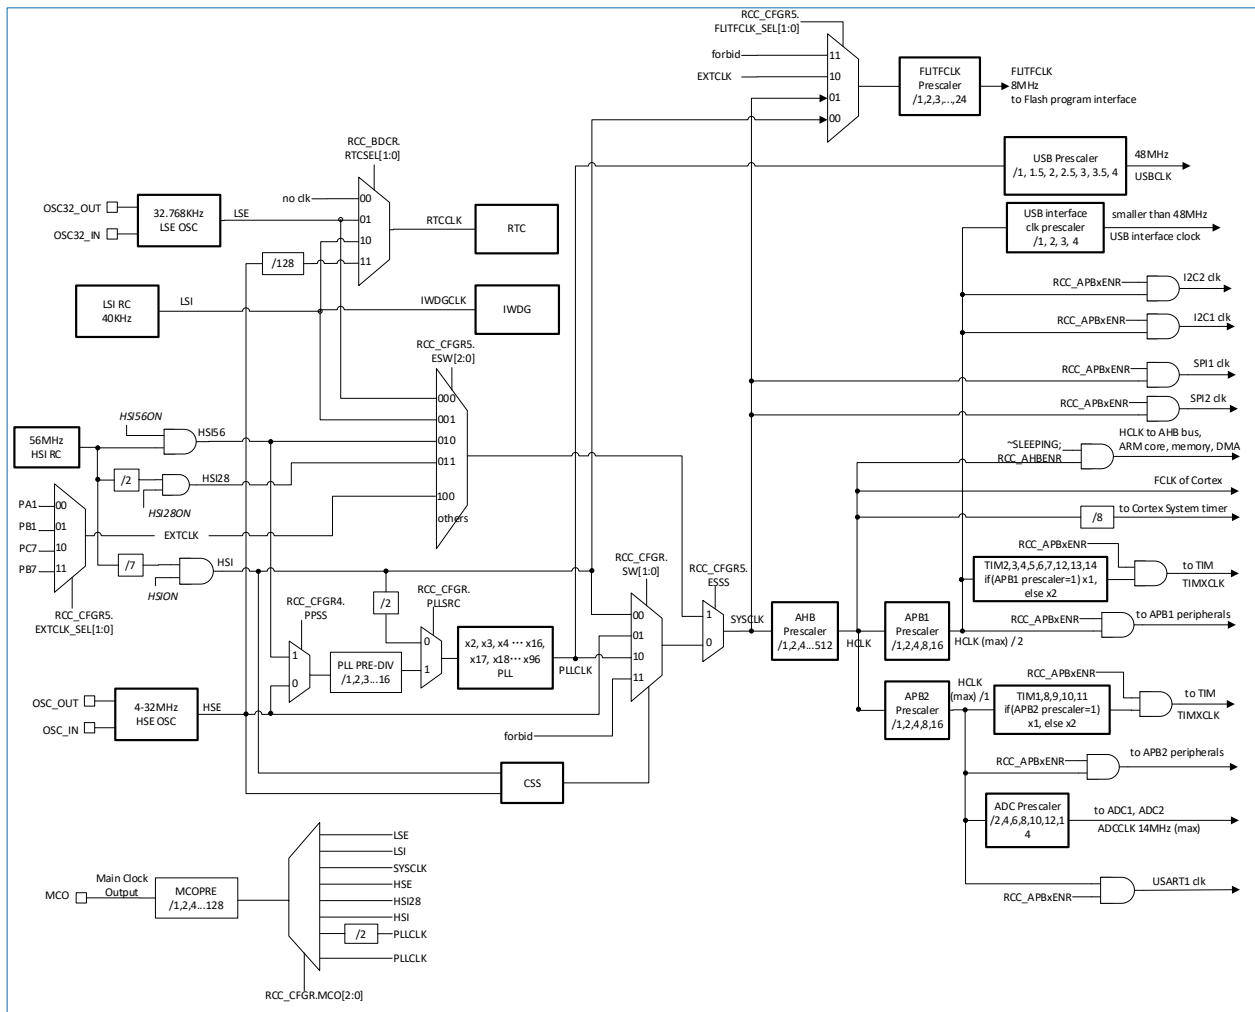 RCC_CFGR5.
FLITFCLK_SEL[1:0]
forbid
11
EXTCLK
10
01
00
FLITFCLK
Prescaler
/1,2,3,...,24
FLITFCLK
8MHz
to Flash program interface
USB Prescaler
/1, 1.5, 2, 2.5, 3, 3.5, 4
48MHz
USBCLK
USB interface
clk prescaler
/1, 2, 3, 4
smaller than 48MHz
USB interface clock
RCC_BDCR.
RTCSEL[1:0]
no clk
00
01
10
11
OSC32_OUT
OSC32_IN
32.768KHz
LSE OSC
LSE
/128
RTCCLK
RTC
LSI RC
40KHz
LSI
IWDGCLK
IWDG
RCC_APBxENR
I2C2 clk
RCC_APBxENR
I2C1 clk
RCC_APBxENR
SPI1 clk
RCC_APBxENR
SPI2 clk
RCC_CFGR5.
ESW[2:0]
000
001
010
011
100
others
HSI56ON
56MHz
HSI RC
HSI56
/2
HSI28
HSI28ON
PA1
PB1
PC7
PB7
00
01
10
11
EXTCLK
/7
HSI
HSION
RCC_CFGR5.
EXTCLK_SEL[1:0]
~SLEEPING;
RCC_AHBENR
HCLK to AHB bus,
ARM core, memory, DMA
FCLK of Cortex
/8
to Cortex System timer
RCC_CFGR4.
PPSS
1
0
PLL PRE-DIV
/1,2,3...16
/2
RCC_CFGR.
PLLSRC
0
1
x2, x3, x4 ··· x16,
x17, x18··· x96
PLL
PLLCLK
RCC_CFGR.
SW[1:0]
00
01
10
11
forbid
RCC_CFGR5.
ESSS
1
0
SYSCLK
AHB
Prescaler
/1,2,4...512
HCLK
APB1
Prescaler
/1,2,4,8,16
HCLK (max) / 2
RCC_APBxENR
TIM2,3,4,5,6,7,12,13,14
if(APB1 prescaler=1) x1,
else x2
to TIM
TIMXCLK
RCC_APBxENR
to APB1 peripherals
APB2
Prescaler
/1,2,4,8,16
HCLK
(max) /1
RCC_APBxENR
TIM1,8,9,10,11
if(APB2 prescaler=1)
x1, else x2
to TIM
TIMXCLK
RCC_APBxENR
to APB2 peripherals
ADC Prescaler
/2,4,6,8,10,12,1
4
to ADC1, ADC2
ADCCLK 14MHz (max)
RCC_APBxENR
USART1 clk
OSC_OUT
OSC_IN
4-32MHz
HSE OSC
HSE
CSS
MCO
Main Clock
Output
MCOPRE
/1,2,4...128
LSE
LSI
SYSCLK
HSE
HSI28
HSI
/2
PLLCLK
PLLCLK
RCC_CFGR.MCO[2:0]